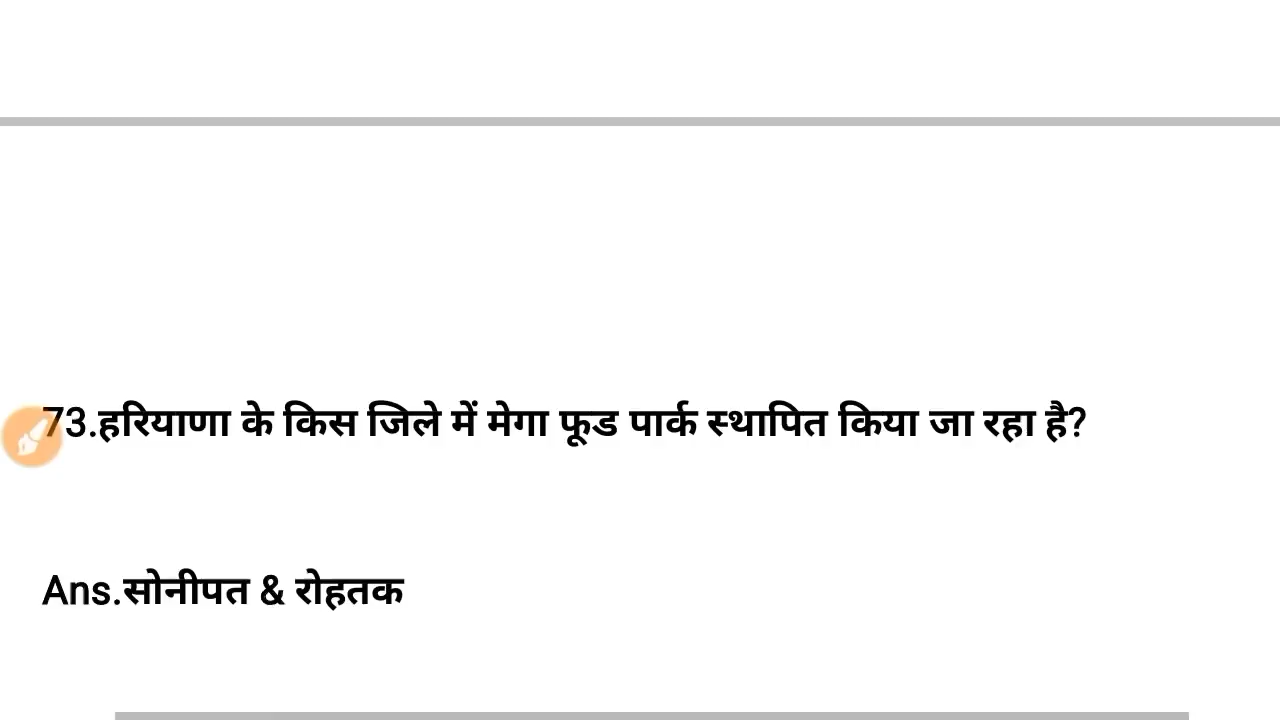 73.हरियाणा के किस जिले में मेगा फूड पार्क स्थापित किया जा रहा है?
Ans.सोनीपत & रोहतक